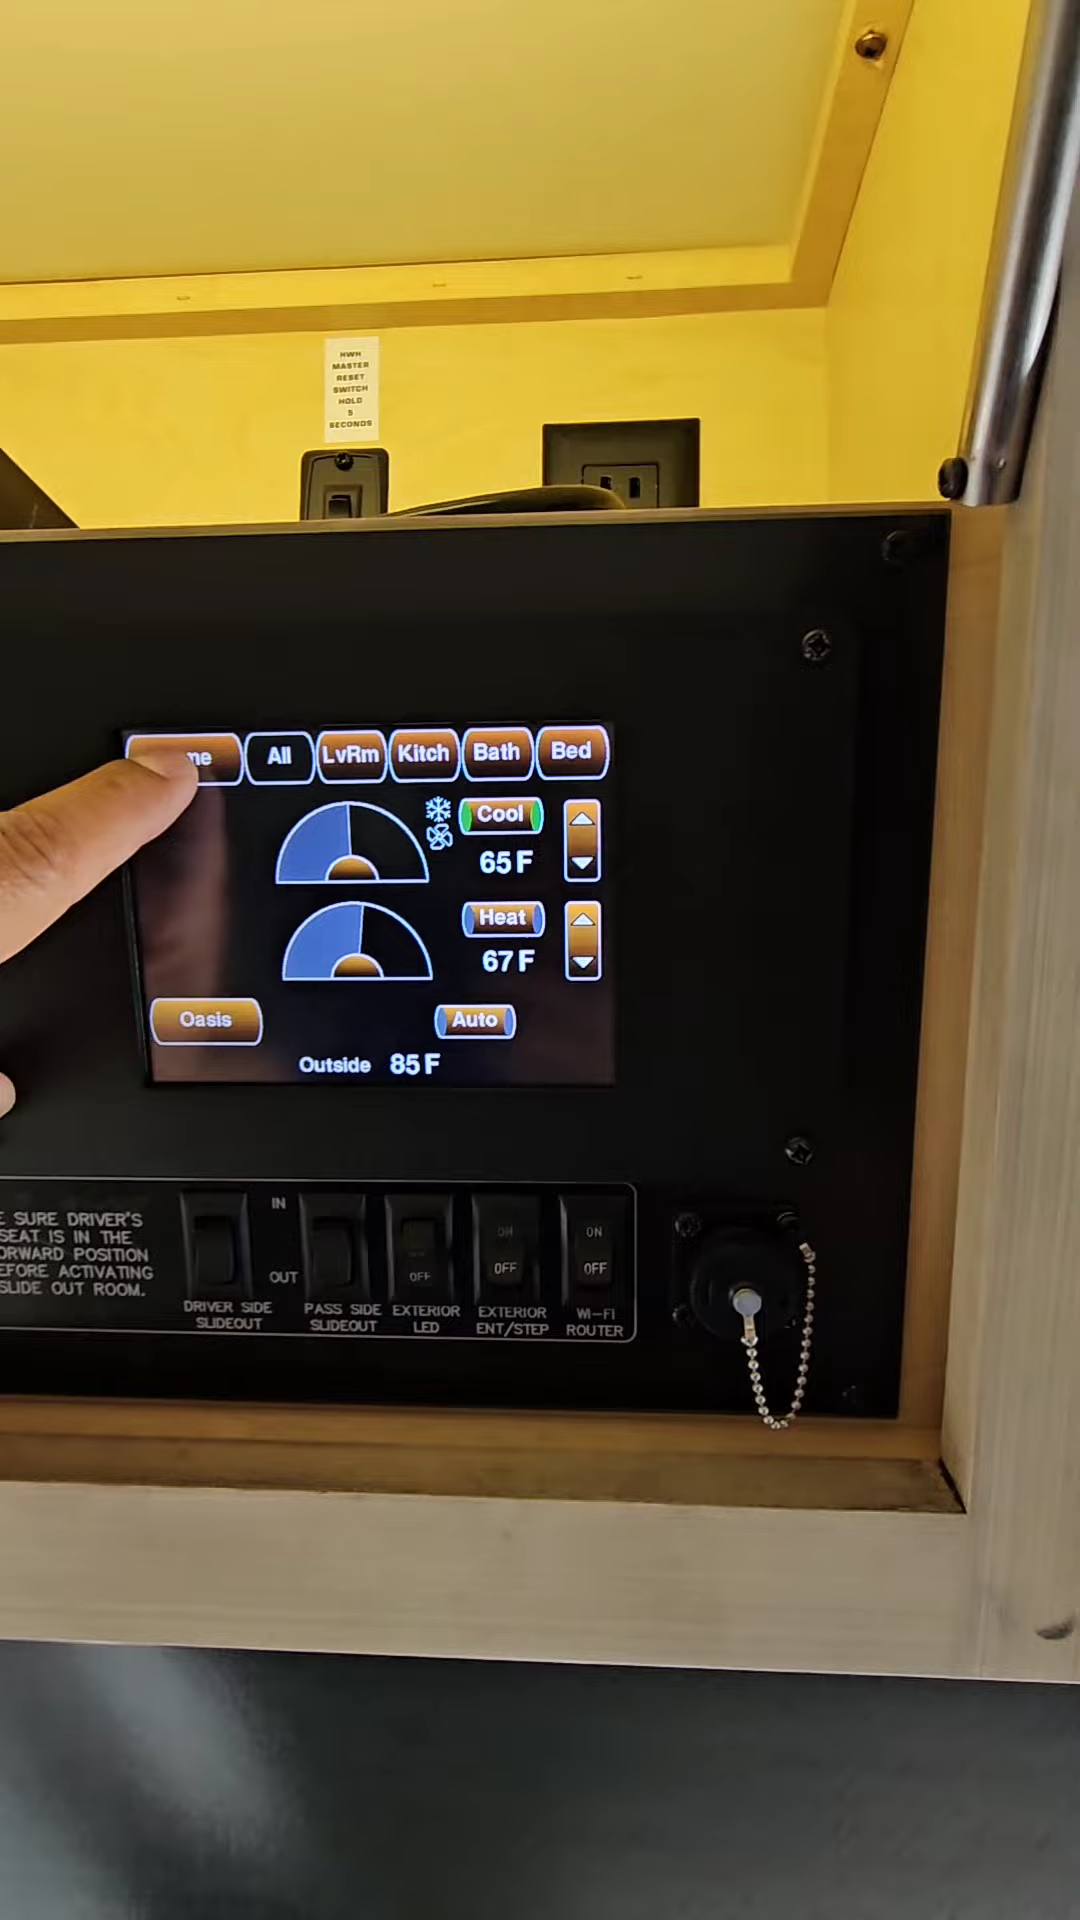 HWH
MASTER
RESET
SWITCH
HOLD
5
SECONDS
All LvRm Kitch Bath Bed
Cool
65 F
Heat
67 F
Oasis Auto
Outside 85 F
SURE DRIVER'S
SEAT IS IN THE
POSITION
ACTIVATING
SLIDE OUT ROOM.
IN
OUT
DRIVER SIDE
SLIDEOUT
PASS SIDE
SLIDEOUT
OFF
EXTERIOR
LED
ON
OFF
EXTERIOR
ENT/STEP
ON
OFF
WI-FI
ROUTER